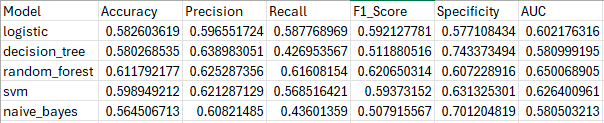 Model Accuracy Precision Recall F1_Score Specificity AUC
logistic 0.582603619 0.596551724 0.587768969 0.592127781 0.577108434 0.602176316
decision_tree 0.580268535 0.638983051 0.426953567 0.511880516 0.743373494 0.580999195
random_forest 0.611792177 0.625287356 0.61608154 0.620650314 0.607228916 0.650068905
svm 0.598949212 0.621287129 0.568516421 0.59373152 0.631325301 0.626400961
naive_bayes 0.564506713 0.60821485 0.43601359 0.507915567 0.701204819 0.580503213